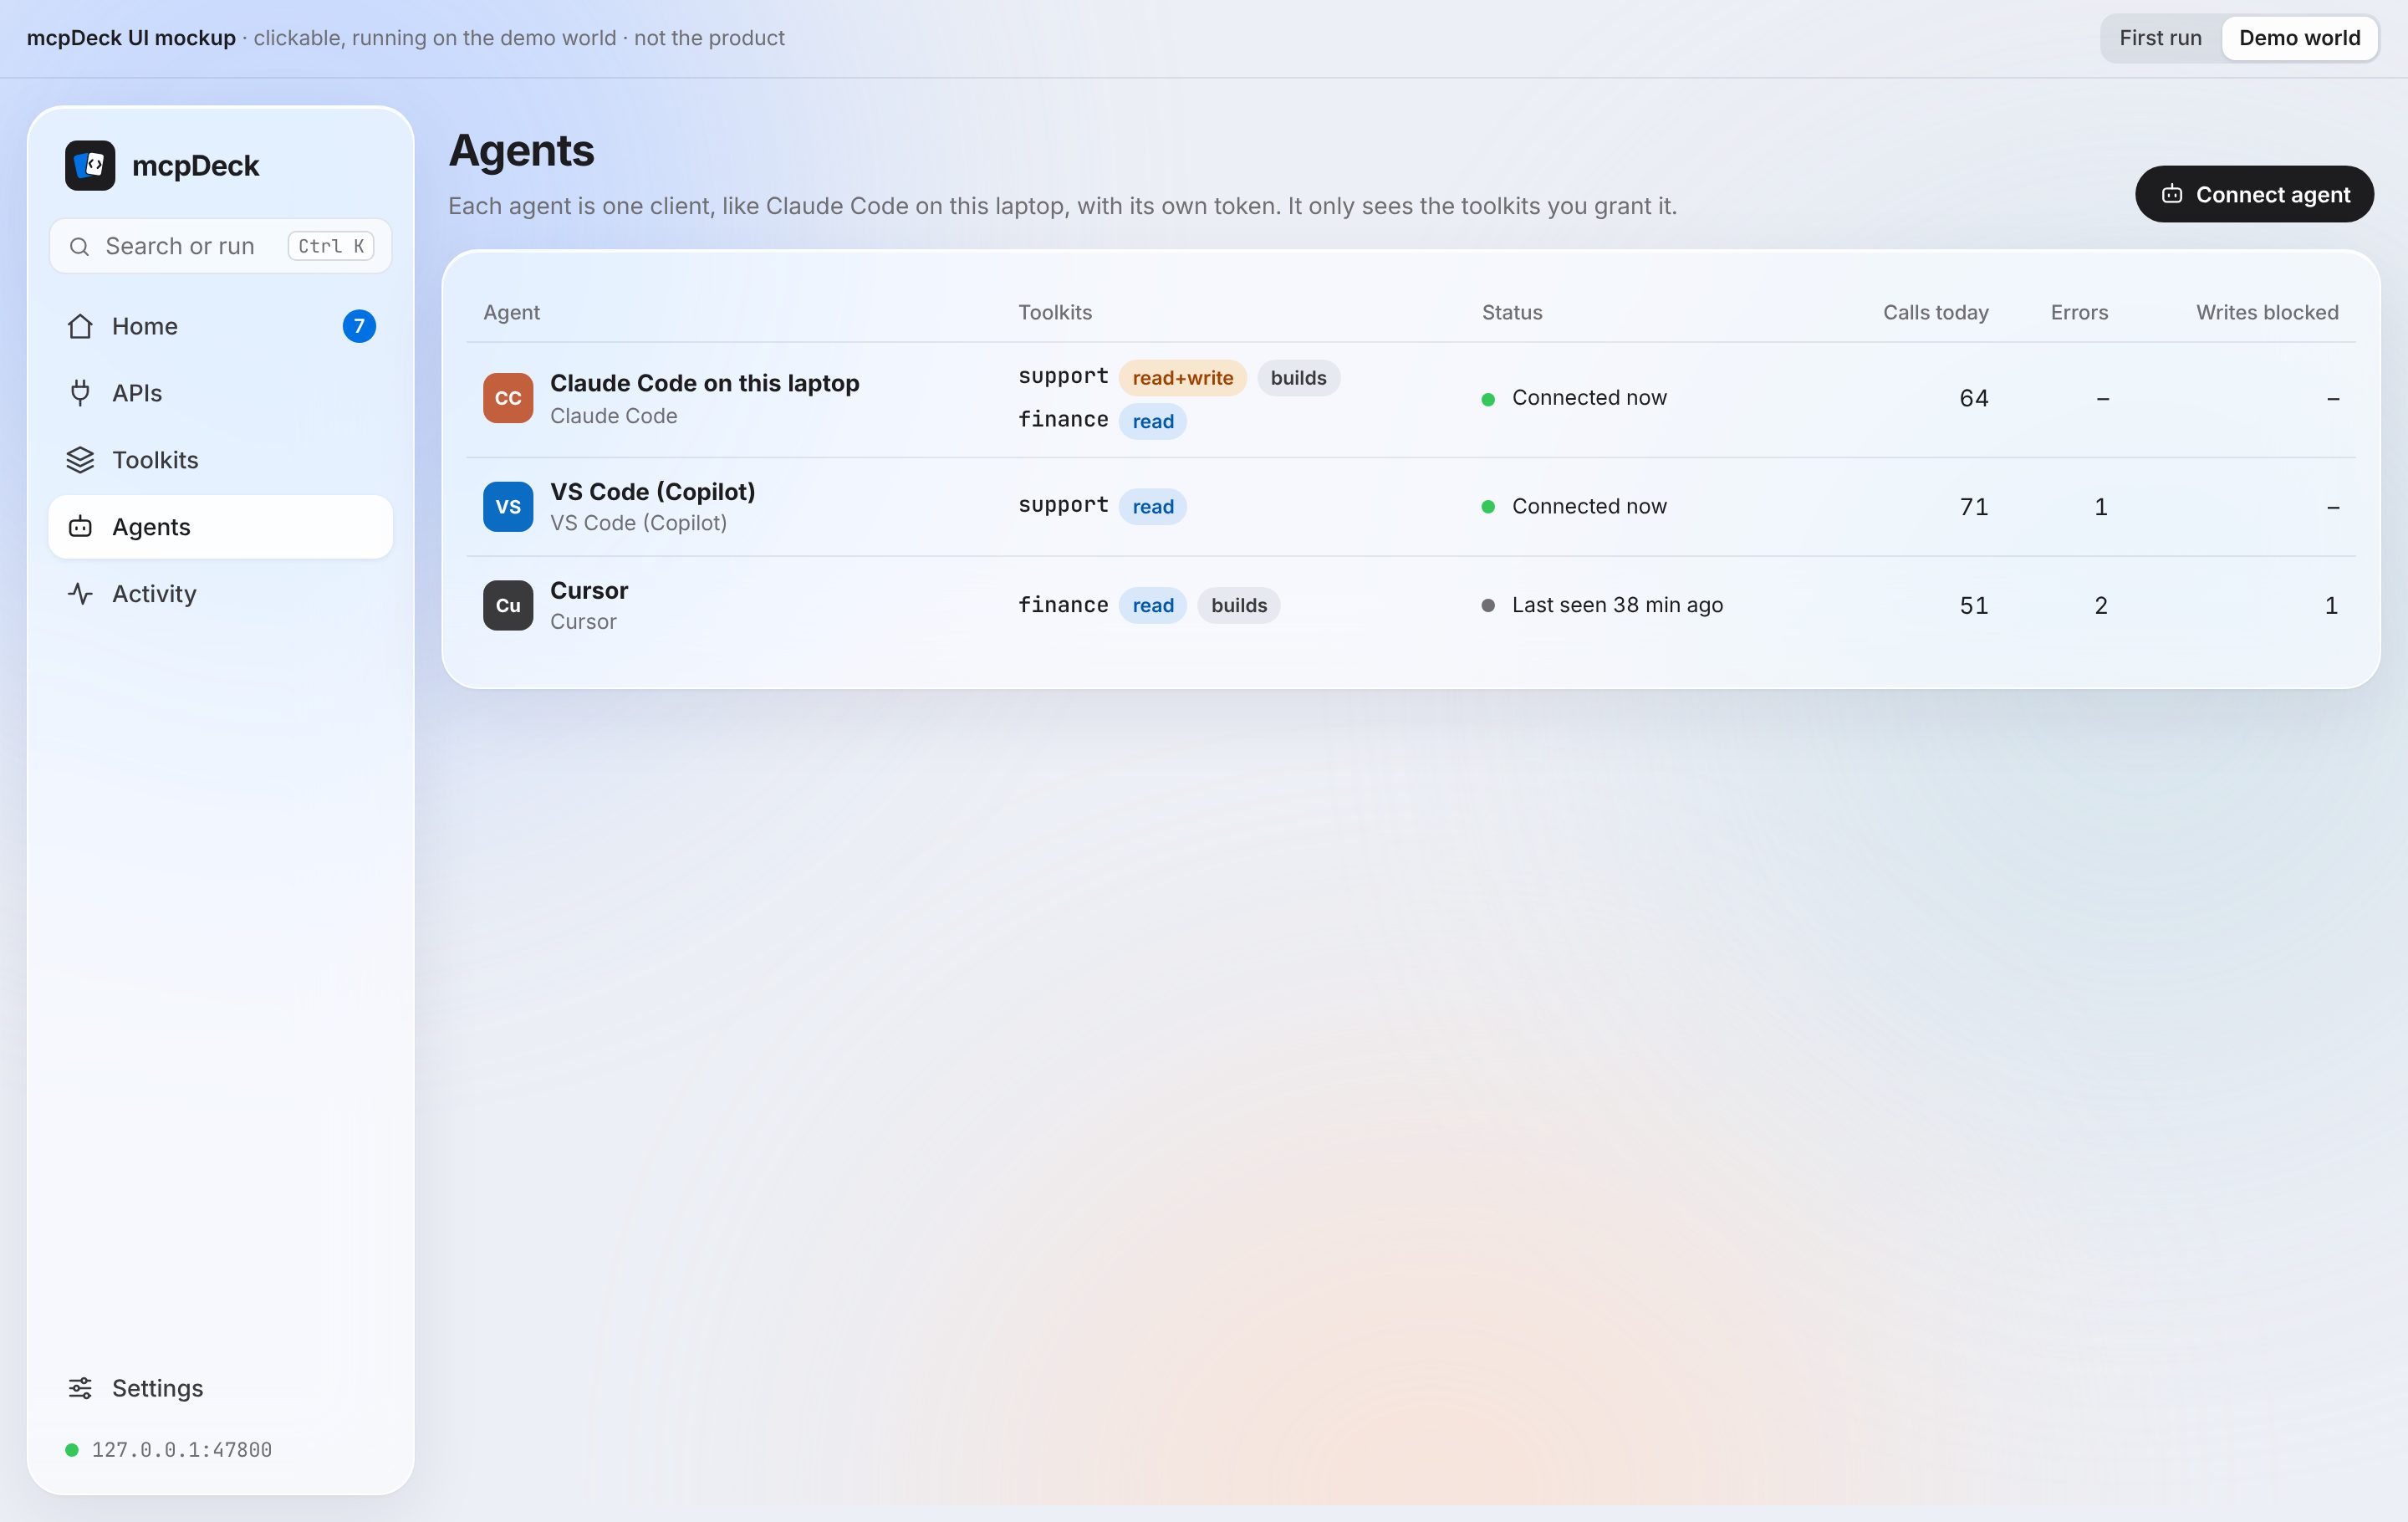 mcpDeck UI mockup · clickable, running on the demo world · not the product
First run
Demo world
mcpDeck
Search or run
Ctrl K
Home
7
APIs
Toolkits
Agents
Activity
Settings
127.0.0.1:47800
Agents
Each agent is one client, like Claude Code on this laptop, with its own token. It only sees the toolkits you grant it.
Connect agent
Agent Toolkits Status Calls today Errors Writes blocked
CC
Claude Code on this laptop
Claude Code
support read+write builds
finance read
Connected now
64 – –
VS
VS Code (Copilot)
VS Code (Copilot)
support read
Connected now
71 1 –
Cu
Cursor
Cursor
finance read builds
Last seen 38 min ago
51 2 1